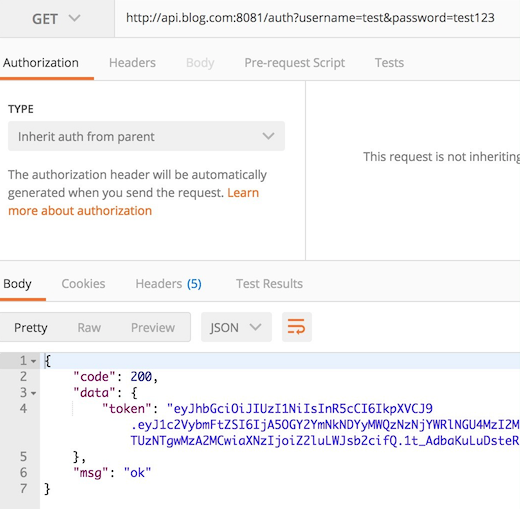 GET http://api.blog.com:8081/auth?username=test&password=test123
Authorization Headers Body Pre-request Script Tests
TYPE
Inherit auth from parent
This request is not inheriting
The authorization header will be automatically
generated when you send the request. Learn
more about authorization
Body Cookies Headers (5) Test Results
Pretty Raw Preview JSON
1 {
2 "code": 200,
3 "data": {
4 "token": "eyJhbGciOiJIUzI1NiIsInR5cCI6IkpXVCJ9
.eyJ1c2VybmFtZSI6IjA5OGY2YmNkNDYyMWQzNzNjYWRlNGU4MzI2M
TUzNTgwMzA2MCwiaXNzIjoiZ2luLWJsb2cifQ.1t_AdbaKuLuDsteR
5 },
6 "msg": "ok"
7 }